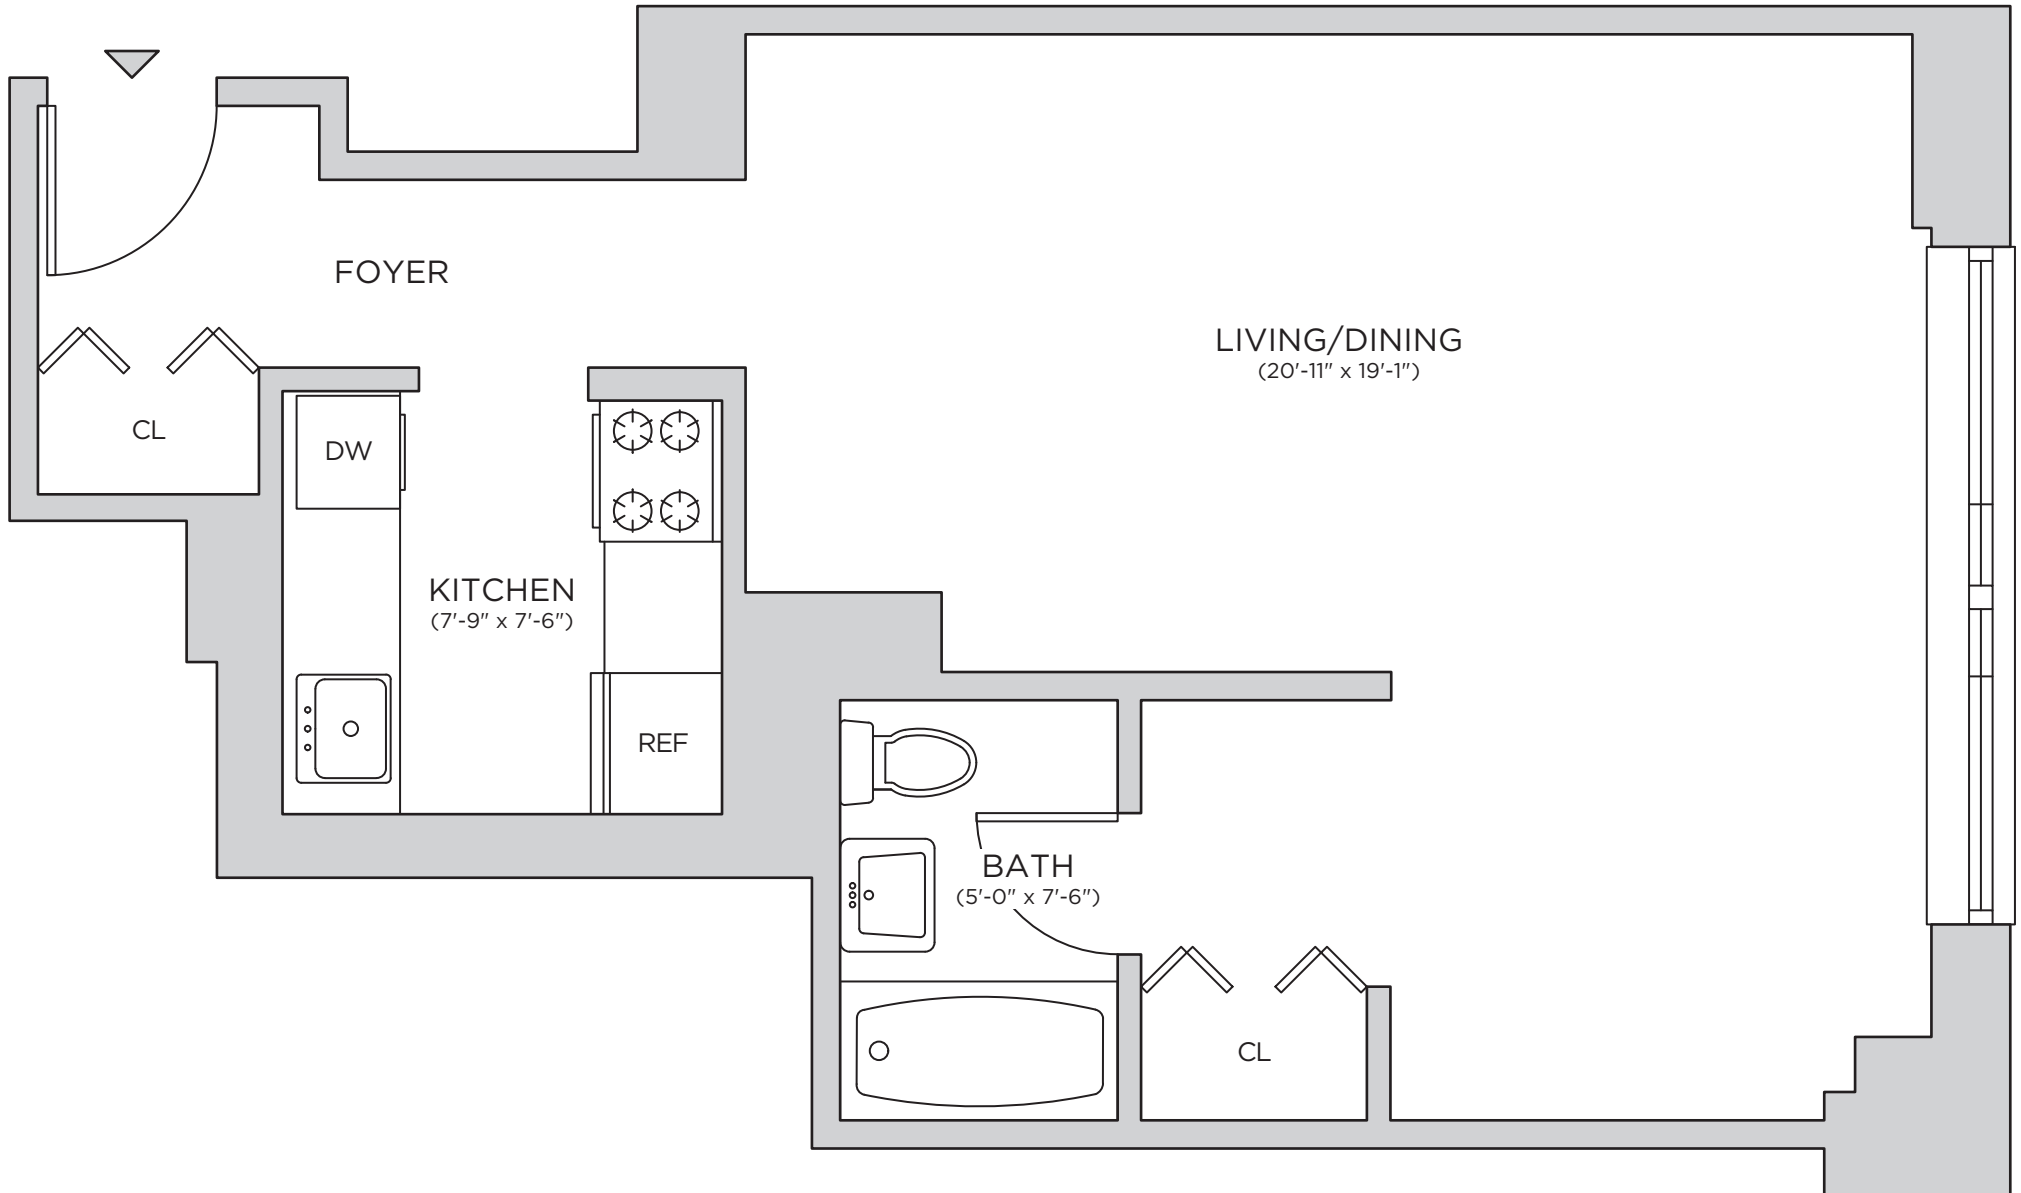 FOYER
LIVING/DINING
(20'-11" x 19'-1")
CL
DW
KITCHEN
(7'-9" x 7'-6")
REF
BATH
(5'-0" x 7'-6")
CL